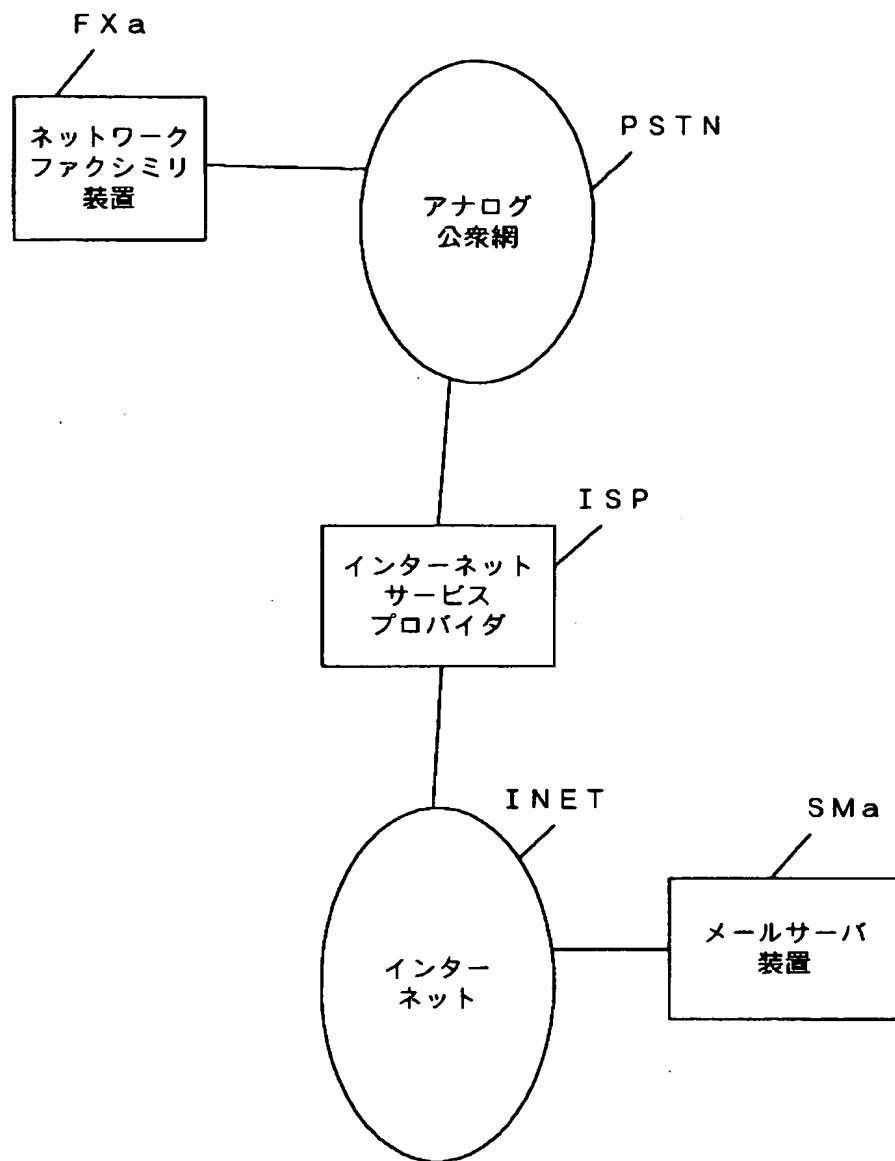 ＦＸａ
ネットワーク
ファクシミリ
装置
ＰＳＴＮ
アナログ
公衆網
ＩＳＰ
インターネット
サービス
プロバイダ
ＩＮＥＴ
インター
ネット
ＳＭａ
メールサーバ
装置